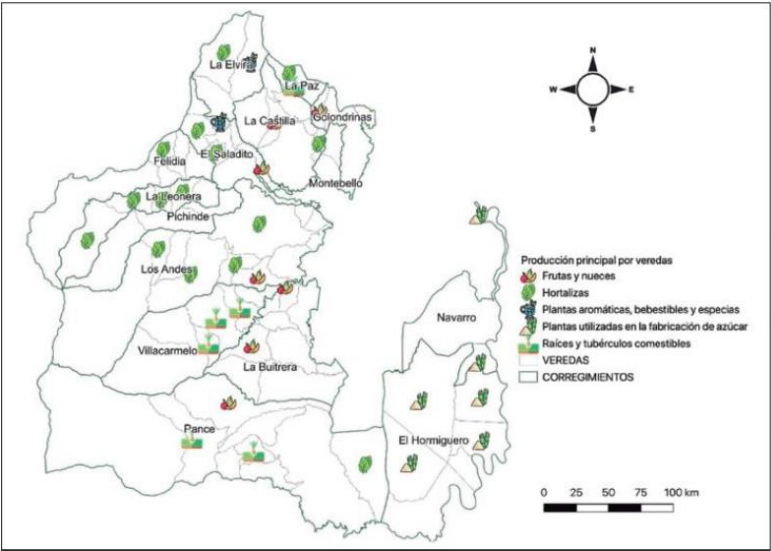 La Elvira
La Paz
La Castilla
Golondrinas
El Saladito
Felidia
Montebello
La Leonera
Pichinde
Los Andes
Navarro
Villacarmelo
La Buitrera
Pance
El Hormiguero
N
W
E
S
Producción principal por veredas
Frutas y nueces
Hortalizas
Plantas aromáticas, bebestibles y especias
Plantas utilizadas en la fabricación de azúcar
Raíces y tubérculos comestibles
VEREDAS
CORREGIMIENTOS
0 25 50 75 100 km